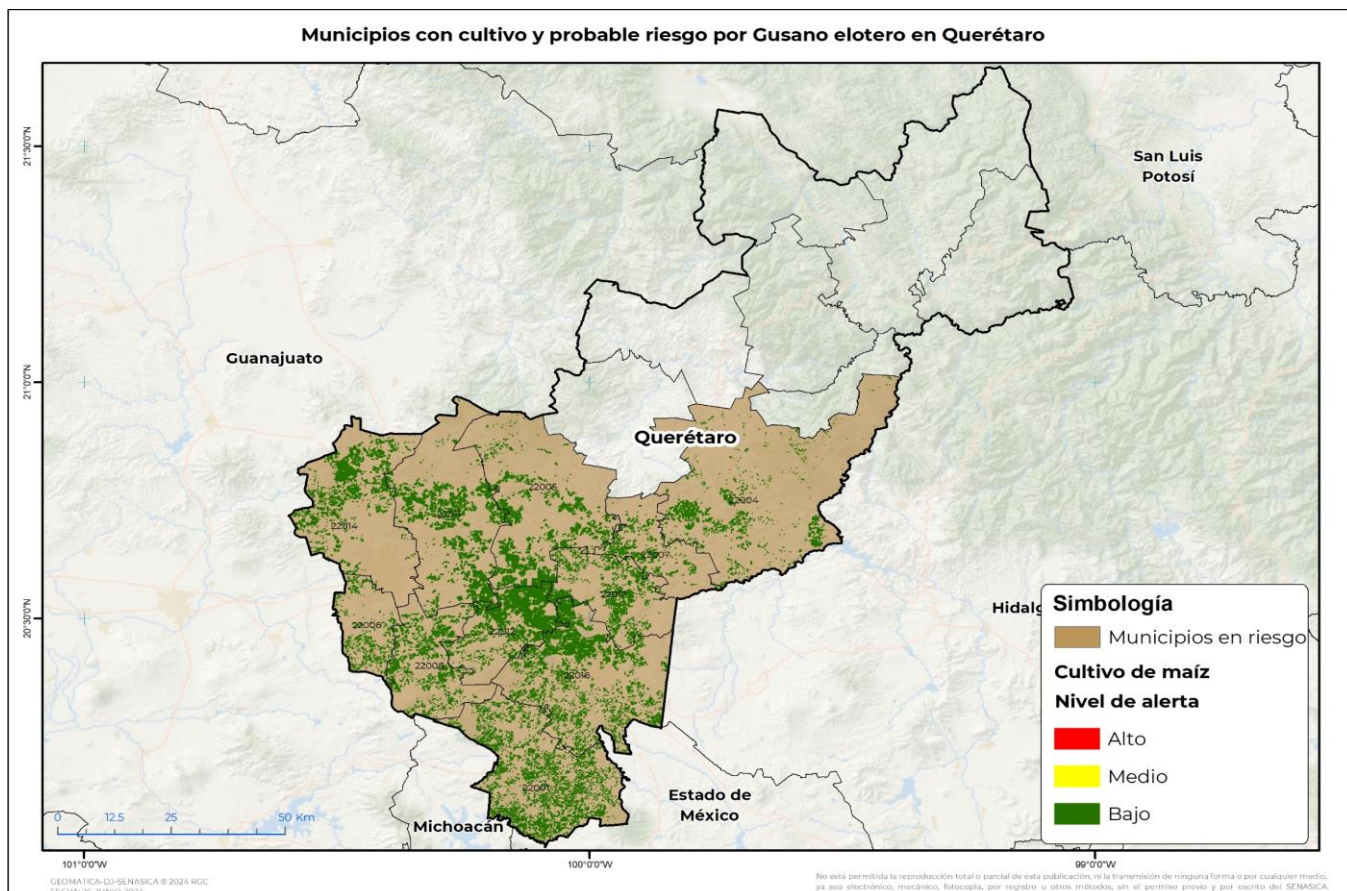 Municipios con cultivo y probable riesgo por Gusano elotero en Querétaro
21°30'0"N
San Luis
Potosí
Guanajuato
21°0'0"N
Querétaro
22005
22004
22014
22006
22008
22016
22001
20°30'0"N
Hidalg
Simbología
Municipios en riesgo
Cultivo de maíz
Nivel de alerta
Alto
Medio
Bajo
Estado de
México
Michoacán
0 12.5 25 50 Km
101°0'0"W 100°0'0"W 99°0'0"W
GEOMATICA-DJ-SENASICA ® 2024 RGC
No está permitida la reproducción total o parcial de esta publicación, ni la transmisión de ninguna forma o por cualquier medio,
ya sea electrónico, mecánico, fotocopia, por registro u otros métodos, sin el permiso previo y por escrito del SENASICA.